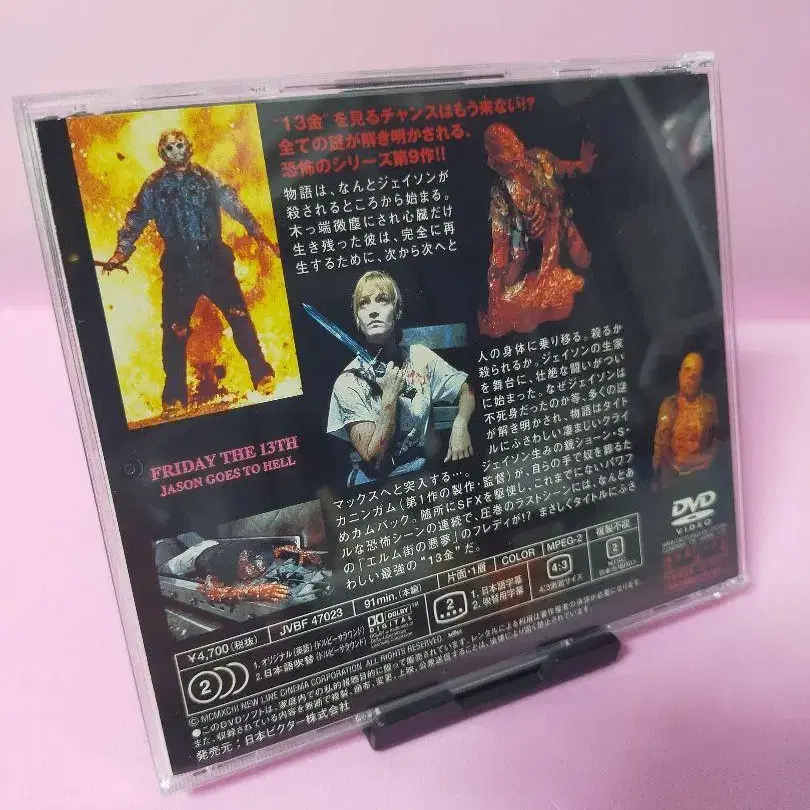 "13金"を見るチャンスはもう来ない!?
全ての謎が解き明かされる、
恐怖のシリーズ第9作!!
物語は、なんとジェイソンが
殺されるところから始まる。
木っ端微塵にされ心臓だけ
生き残った彼は、完全に再
生するために、次から次へと
人の身体に乗り移る。殺るか
殺られるか。ジェイソンの生家
を舞台に、壮絶な闘いがつい
に始まった。なぜジェイソンは
不死身だったのか等、多くの謎
が解き明かされ、物語はタイト
ルにふさわしい凄まじいクライ
マックスへと突入する…。
ジェイソン生みの親ショーン・S・
カニンガム(第1作の製作・監督)が、自らの手で奴を葬るた
めカムバック。随所にSFXを駆使し、これまでにないパワフ
ルな恐怖シーンの連続で、圧巻のラストシーンには、なんとあ
の「エルム街の悪夢」のフレディが!? まさしくタイトルにふさ
わしい最強の"13金"だ。
FRIDAY THE 13TH
JASON GOES TO HELL
DVD
VIDEO
¥4,700(税抜)
JVBF 47023
91min.(本編)
片面・1層
COLOR
MPEG-2
複製不能
1. オリジナル(英語)(ドルビーサラウンド)
2. 日本語吹替(ドルビーサラウンド)
DOLBY
DIGITAL
1. 日本語字幕
2. 吹替用字幕
4:3
2
2
© MCMXCIII NEW LINE CINEMA CORPORATION ALL RIGHTS RESERVED.
発売元:日本ビクター株式会社